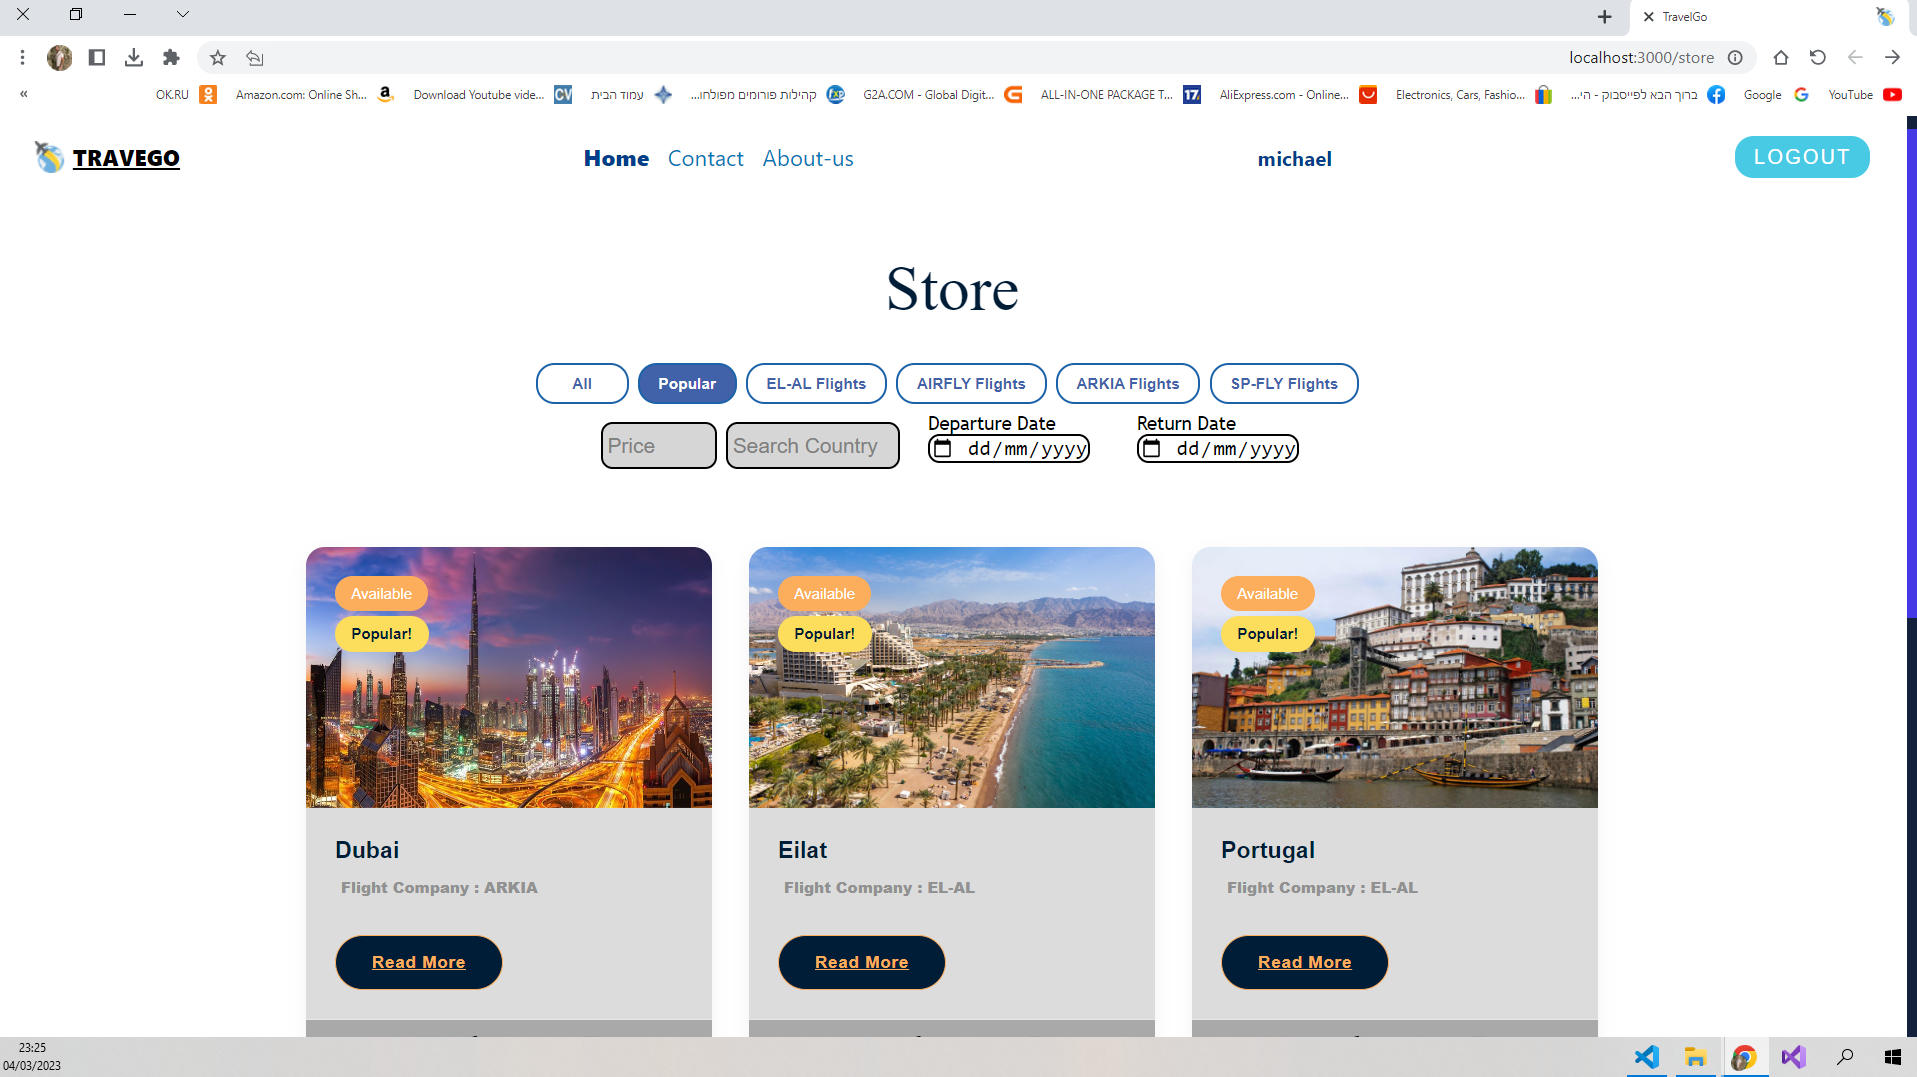 TravelGo
localhost:3000/store
« OK.RU Amazon.com: Online Sh... Download Youtube vide... CV עמוד הבית קהילות פורומים מפולחו... fxp G2A.COM - Global Digit... ALL-IN-ONE PACKAGE T... 17 AliExpress.com - Online... Electronics, Cars, Fashio... ברוך הבא לפייסבוק - הי... Google YouTube
TRAVEGO Home Contact About-us michael LOGOUT
Store
All Popular EL-AL Flights AIRFLY Flights ARKIA Flights SP-FLY Flights
Departure Date Return Date
Price Search Country dd/mm/yyyy dd/mm/yyyy
Available Available Available
Popular! Popular! Popular!
Dubai Eilat Portugal
Flight Company : ARKIA Flight Company : EL-AL Flight Company : EL-AL
Read More Read More Read More
23:25
04/03/2023